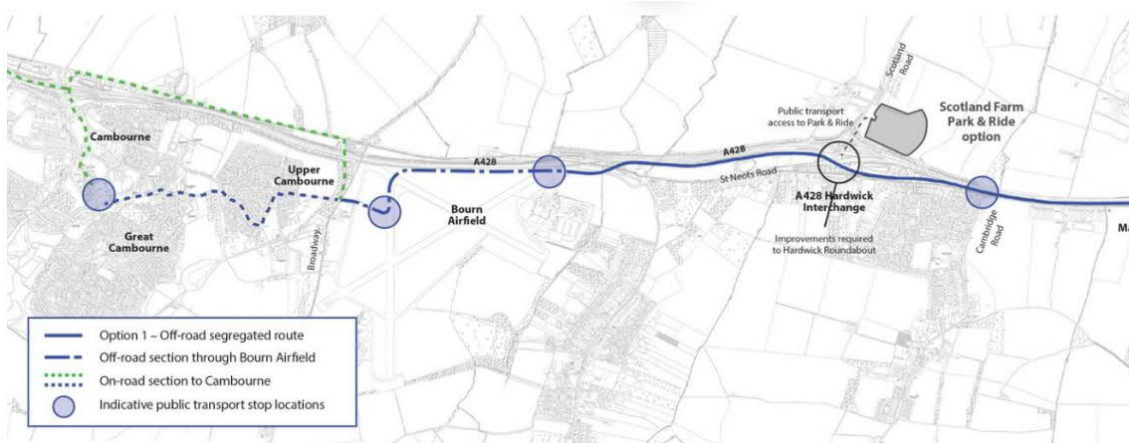 Scotland
Road
Public transport
access to Park & Ride
Scotland Farm
Park & Ride
option
Cambourne
A428
A428
St Neots Road
Upper
Cambourne
A428 Hardwick
Interchange
Bourn
Airfield
Great
Cambourne
Broadway
Improvements required
to Hardwick Roundabout
Cambridge
Road
Ma
Option 1 – Off-road segregated route
Off-road section through Bourn Airfield
On-road section to Cambourne
Indicative public transport stop locations